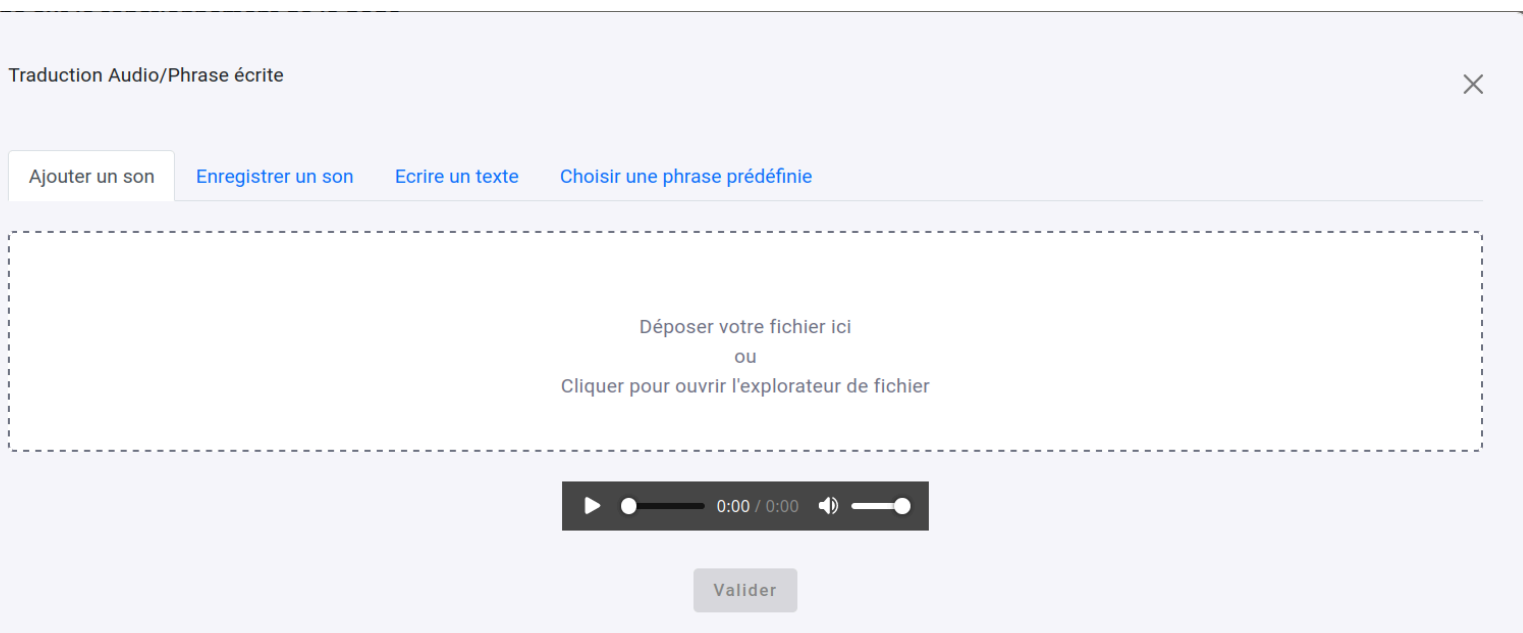 Traduction Audio/Phrase écrite
Ajouter un son Enregistrer un son Ecrire un texte Choisir une phrase prédéfinie
Déposer votre fichier ici
ou
Cliquer pour ouvrir l'explorateur de fichier
0:00 / 0:00
Valider